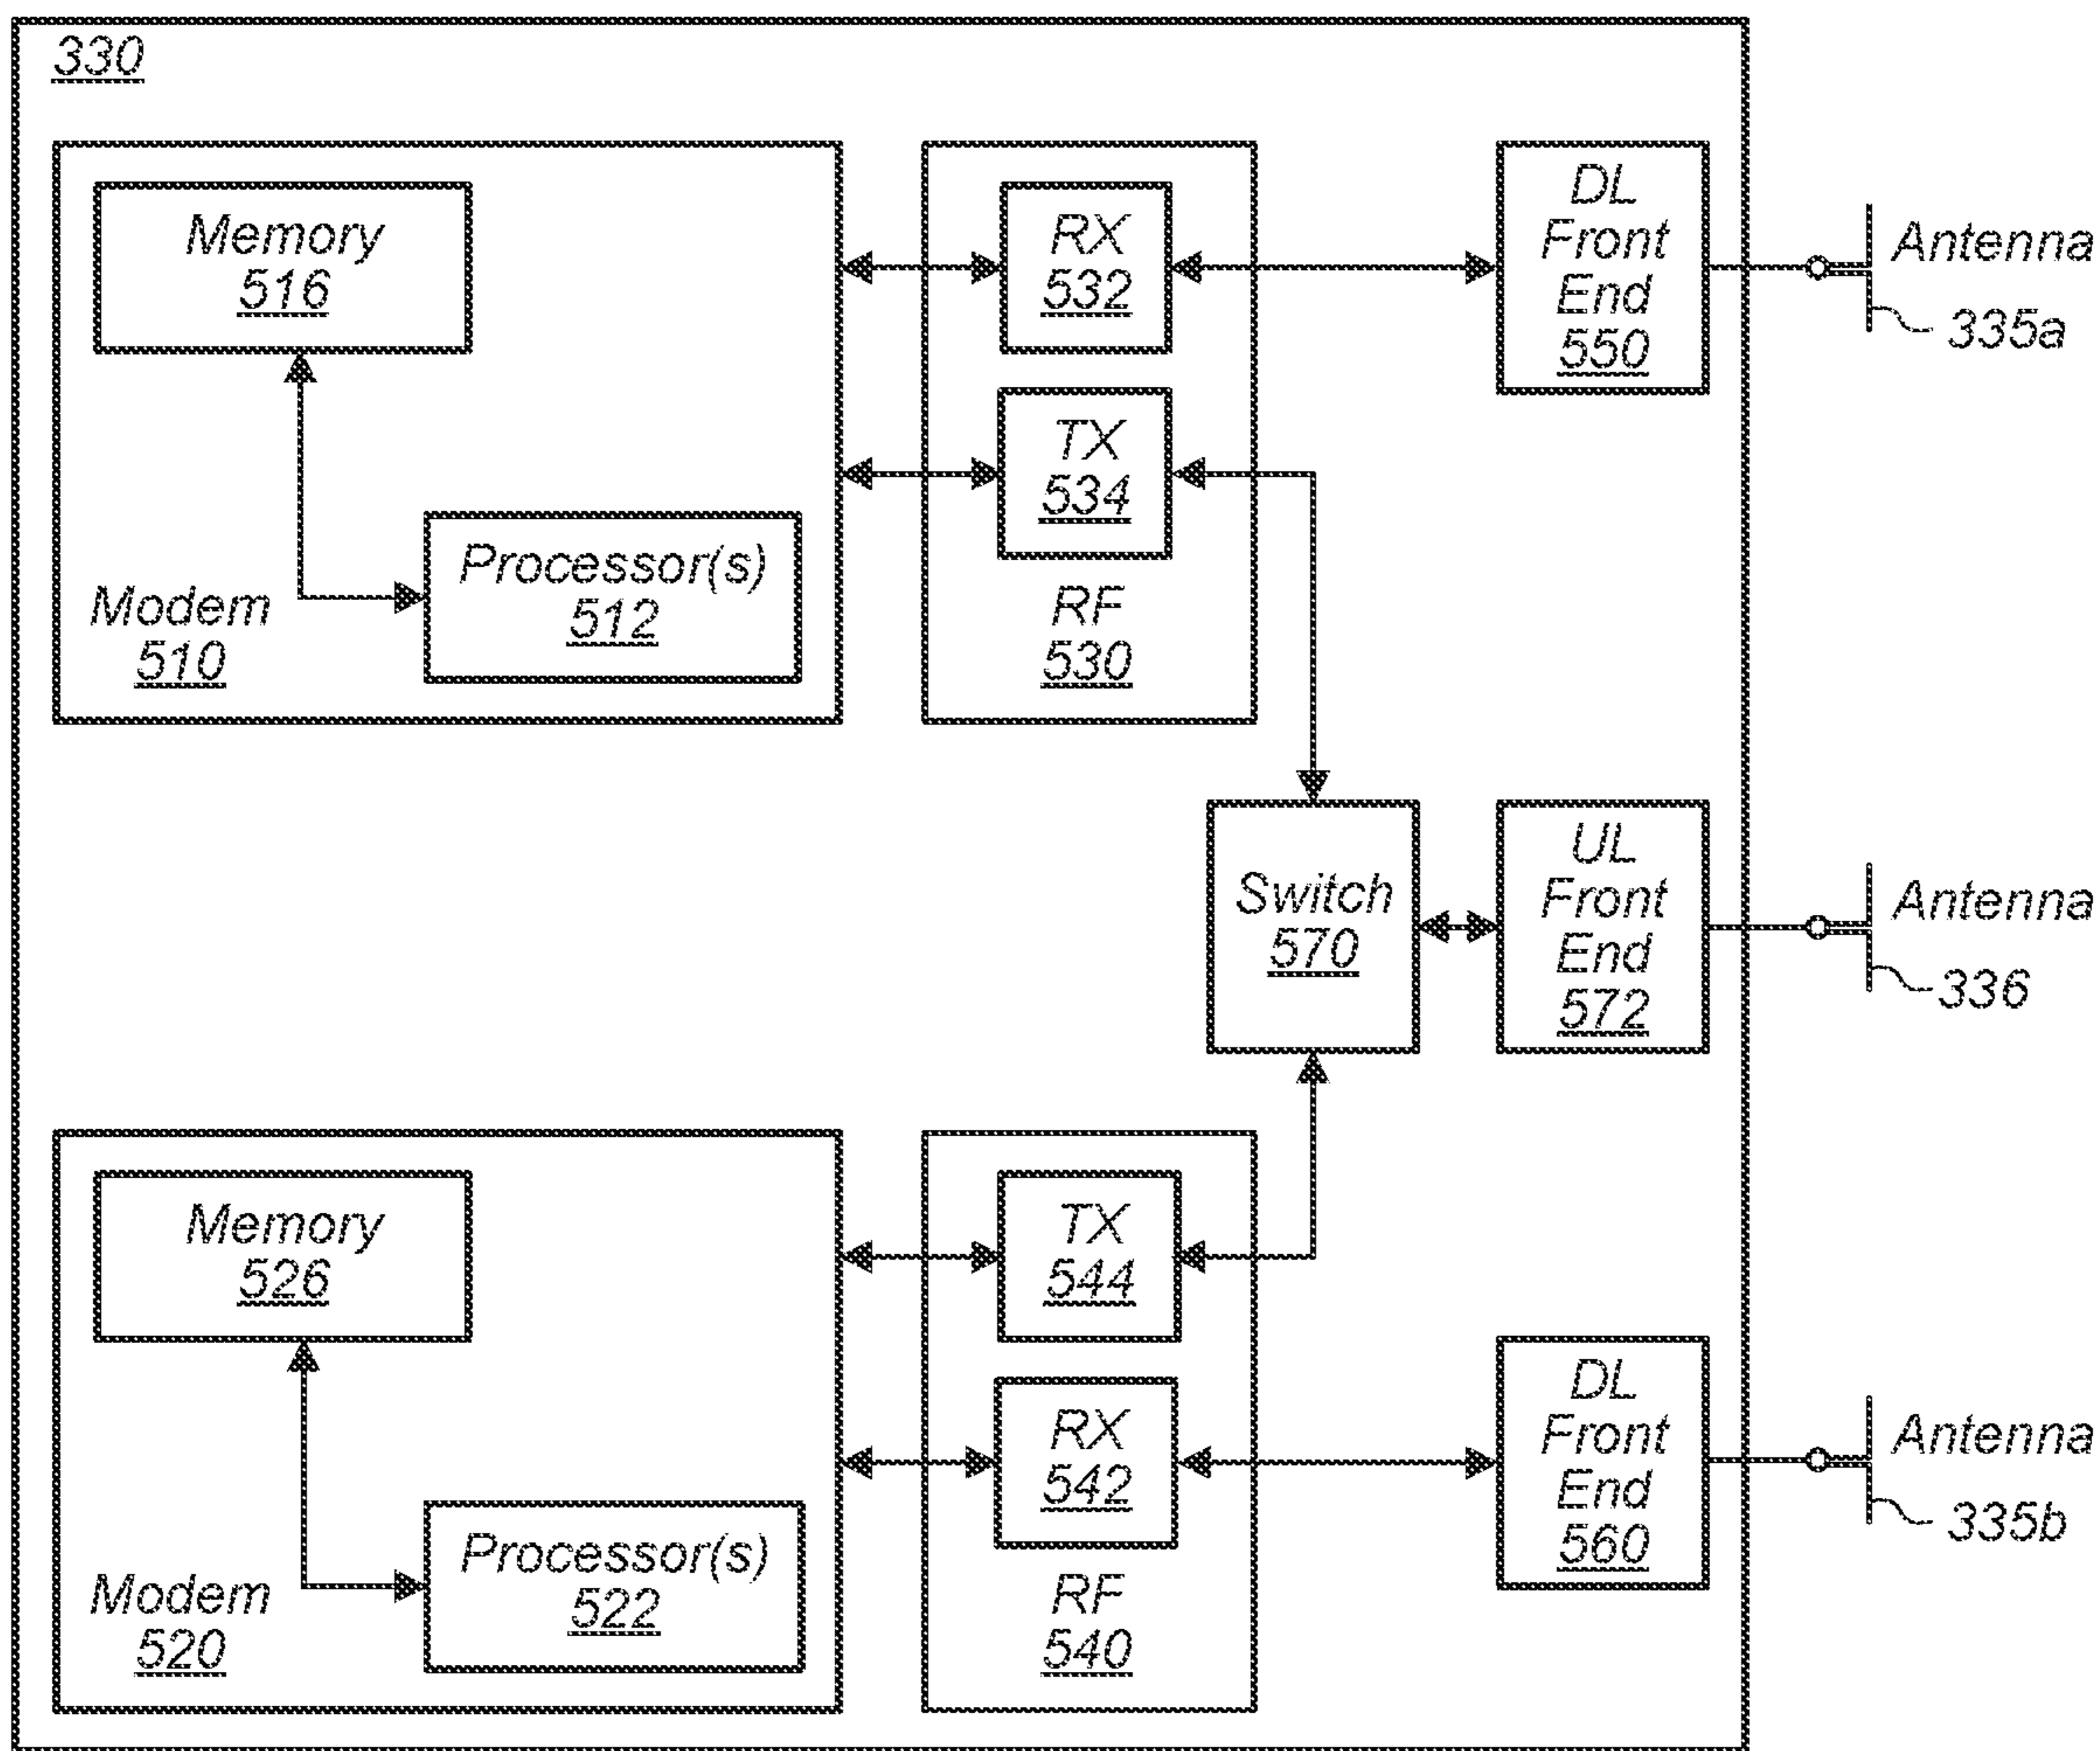 330
Memory
516
Processor(s)
512
Modem
510
RX
532
TX
534
RF
530
DL
Front
End
550
Antenna
335a
Switch
570
UL
Front
End
572
Antenna
336
Memory
526
Processor(s)
522
Modem
520
TX
544
RX
542
RF
540
DL
Front
End
560
Antenna
335b